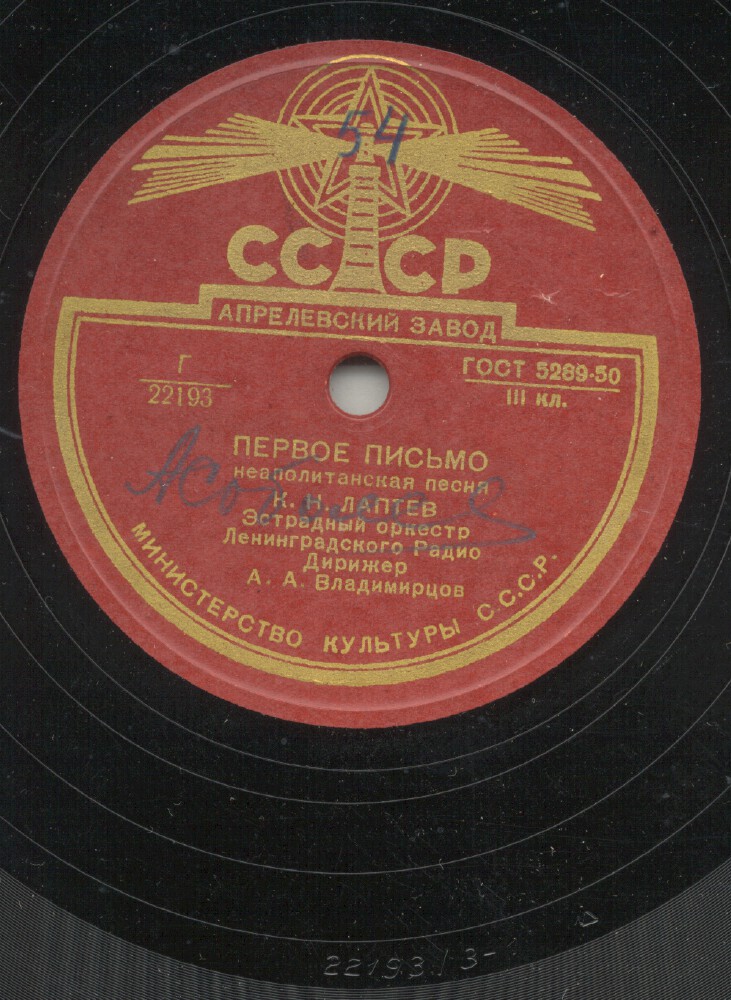 54
СССР
АПРЕЛЕВСКИЙ ЗАВОД
Г
22193
ГОСТ 5289-50
III кл.
ПЕРВОЕ ПИСЬМО
неаполитанская песня
К. Н. ЛАПТЕВ
Эстрадный оркестр
Ленинградского Радио
Дирижер
А. А. Владимирцов
МИНИСТЕРСТВО КУЛЬТУРЫ С.С.С.Р.
22193/3-